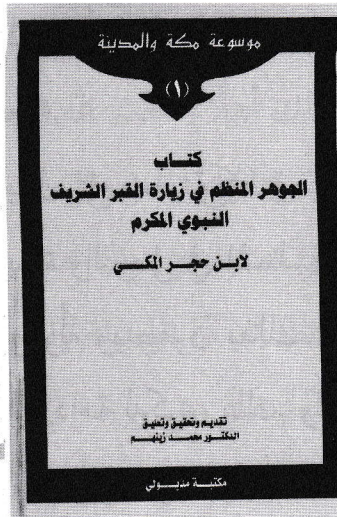 موسوعة مكة والمدينة
(١)
كتاب
الجوهر المنظم في زيارة القبر الشريف
النبوي المكرم
لابن حجر المكي
تقديم وتحقيق وتعليق
الدكتور محمد زينهم
مكتبة مدبولي